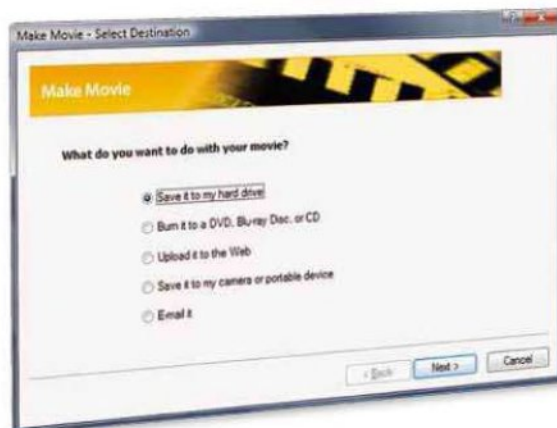 Make Movie - Select Destination
Make Movie
What do you want to do with your movie?
Save it to my hard drive
Burn it to a DVD, Blu-ray Disc, or CD
Upload it to the Web
Save it to my camera or portable device
E-mail it
< Back
Next >
Cancel